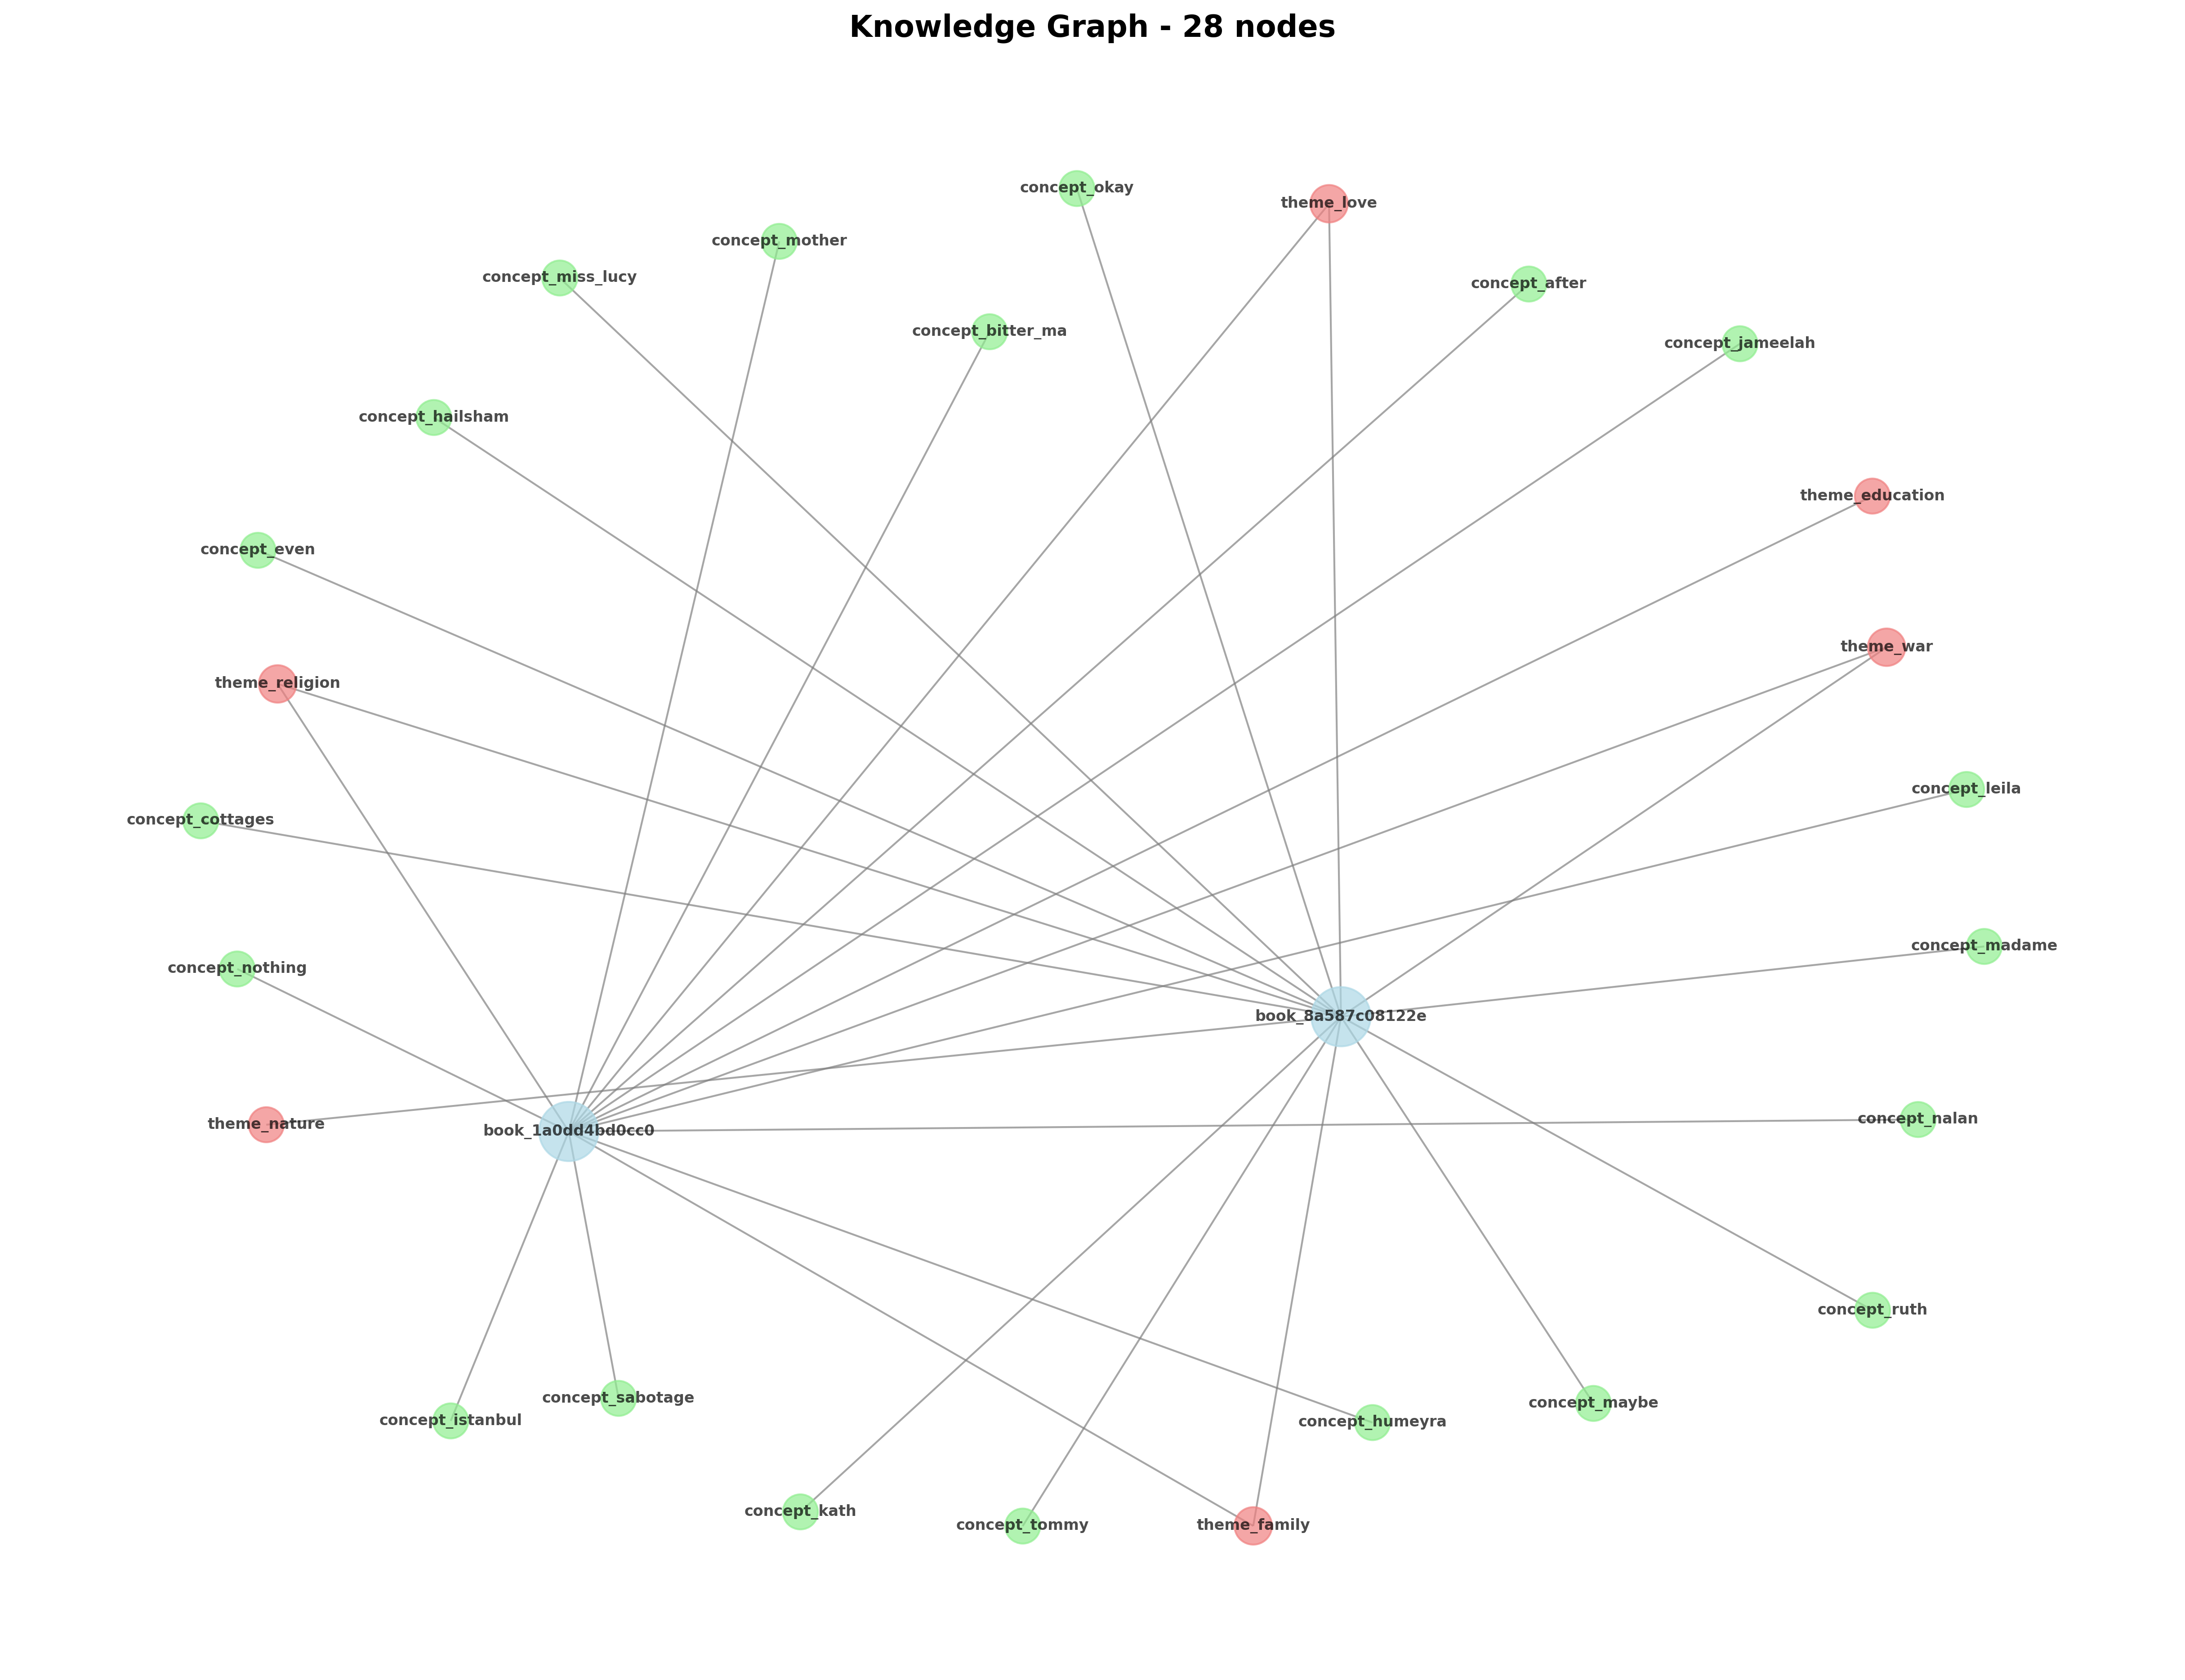 Knowledge Graph - 28 nodes
concept_okay
theme_love
concept_mother
concept_miss_lucy
concept_after
concept_bitter_ma
concept_jameelah
concept_hailsham
theme_education
concept_even
theme_war
theme_religion
concept_leila
concept_cottages
concept_madame
concept_nothing
book_8a587c08122e
concept_nalan
theme_nature
book_1a0dd4bd0cc0
concept_ruth
concept_sabotage
concept_maybe
concept_istanbul
concept_humeyra
concept_kath
concept_tommy
theme_family